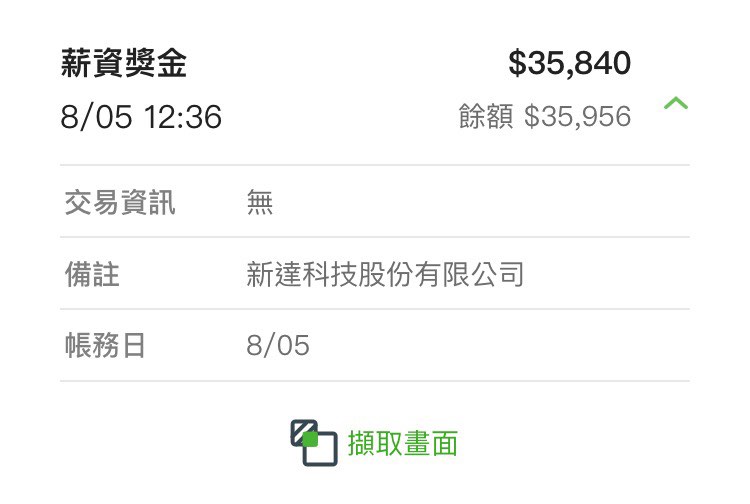 薪資獎金 $35,840
8/05 12:36 餘額 $35,956
交易資訊 無
備註 新達科技股份有限公司
帳務日 8/05
擷取畫面